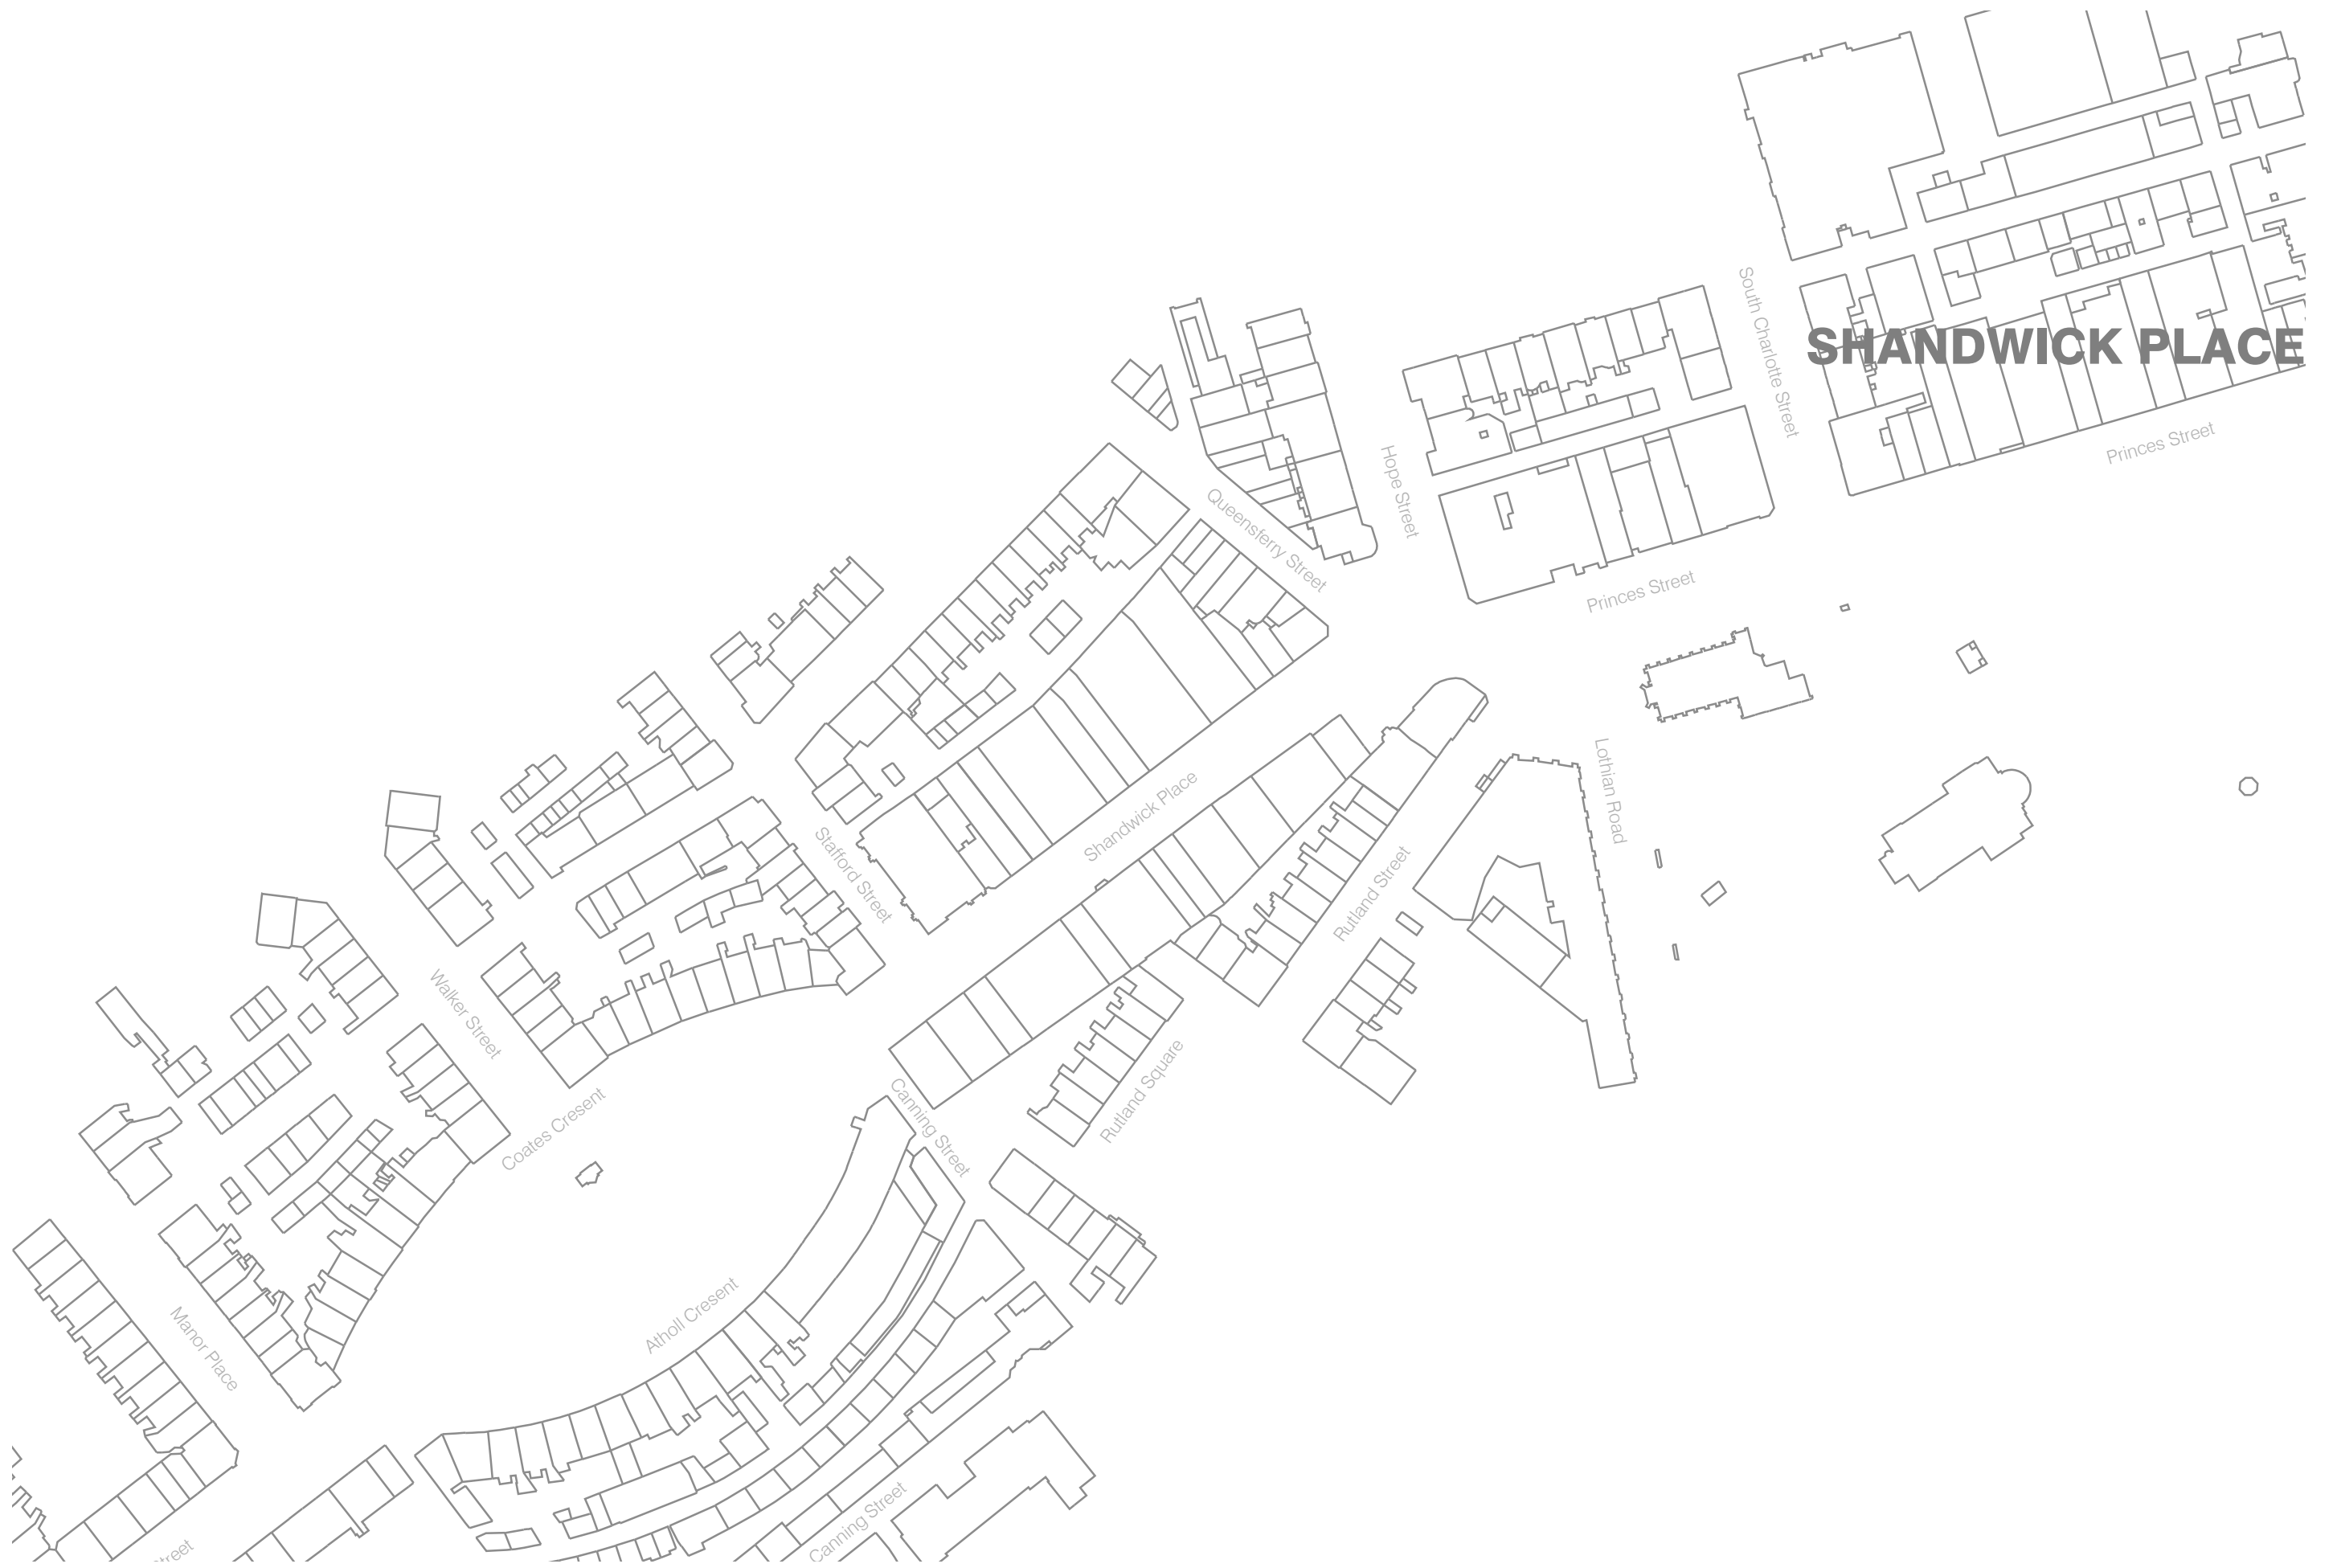 SHANDWICK PLACE
South Charlotte Street
Princes Street
Hope Street
Queensferry Street
Princes Street
Lothian Road
Shandwick Place
Stafford Street
Rutland Street
Walker Street
Rutland Square
Coates Cresent
Canning Street
Atholl Cresent
Manor Place
Canning Street
treet